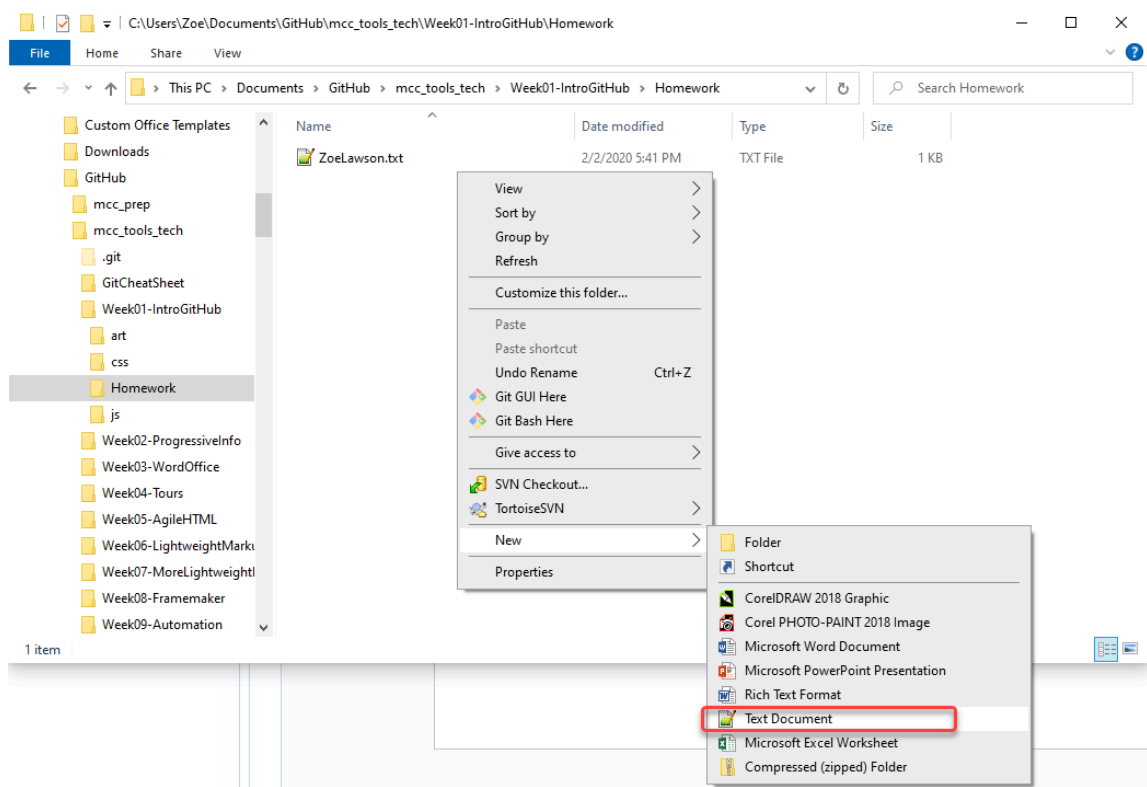 C:\Users\Zoe\Documents\GitHub\mcc_tools_tech\Week01-IntroGitHub\Homework
File Home Share View
This PC > Documents > GitHub > mcc_tools_tech > Week01-IntroGitHub > Homework
Search Homework
Custom Office Templates
Downloads
GitHub
mcc_prep
mcc_tools_tech
.git
GitCheatSheet
Week01-IntroGitHub
art
css
Homework
js
Week02-ProgressiveInfo
Week03-WordOffice
Week04-Tours
Week05-AgileHTML
Week06-LightweightMarku
Week07-MoreLightweightl
Week08-Framemaker
Week09-Automation
1 item
Name Date modified Type Size
ZoeLawson.txt 2/2/2020 5:41 PM TXT File 1 KB
View
Sort by
Group by
Refresh
Customize this folder...
Paste
Paste shortcut
Undo Rename Ctrl+Z
Git GUI Here
Git Bash Here
Give access to
SVN Checkout...
TortoiseSVN
New
Properties
Folder
Shortcut
CorelDRAW 2018 Graphic
Corel PHOTO-PAINT 2018 Image
Microsoft Word Document
Microsoft PowerPoint Presentation
Rich Text Format
Text Document
Microsoft Excel Worksheet
Compressed (zipped) Folder